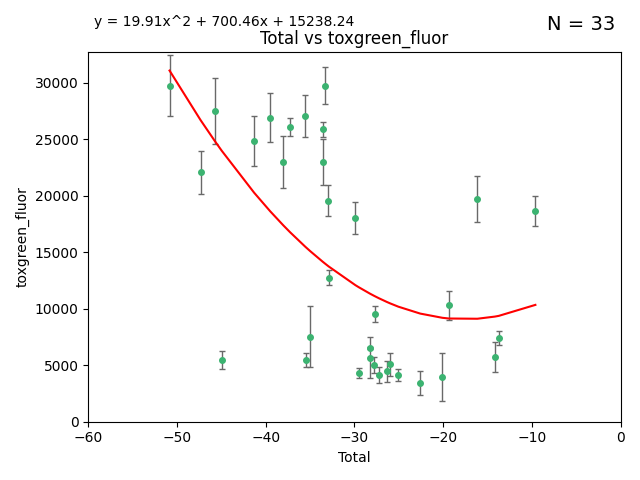 y = 19.91x^2 + 700.46x + 15238.24
N = 33
Total vs toxgreen_fluor
30000
25000
20000
15000
10000
5000
0
toxgreen_fluor
−60 −50 −40 −30 −20 −10 0
Total